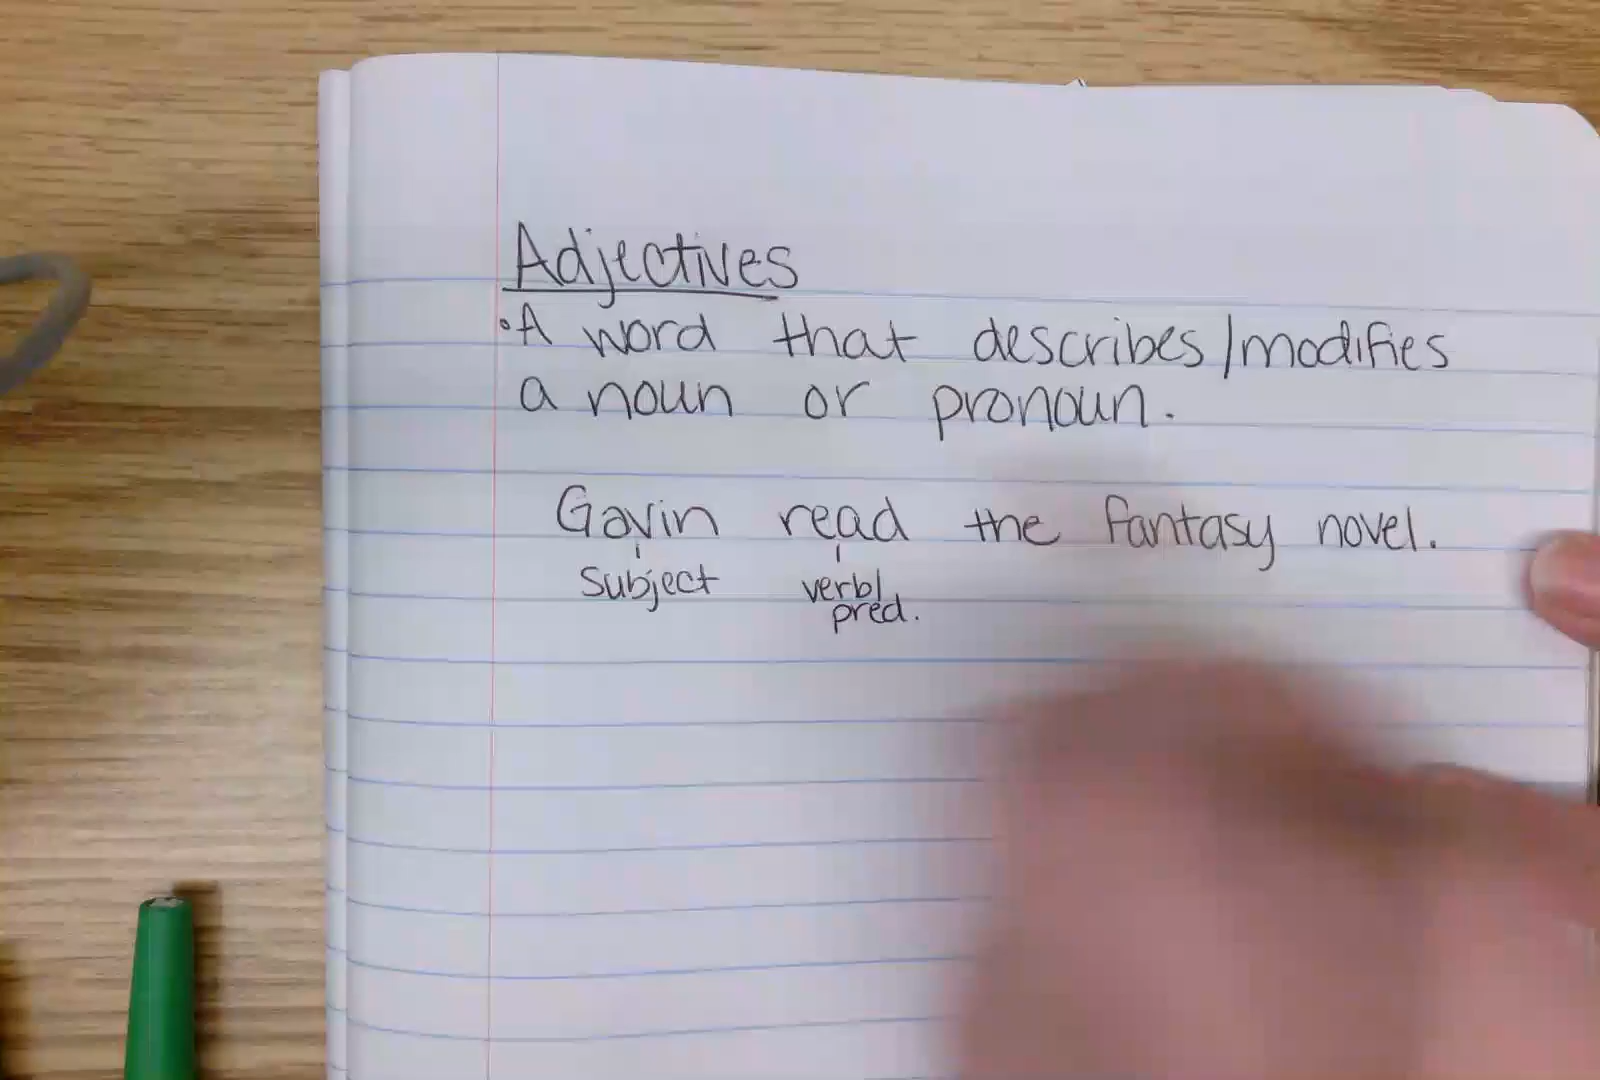 Adjectives
• A word that describes/modifies
a noun or pronoun.
Gavin read the fantasy novel.
Subject verb/
pred.